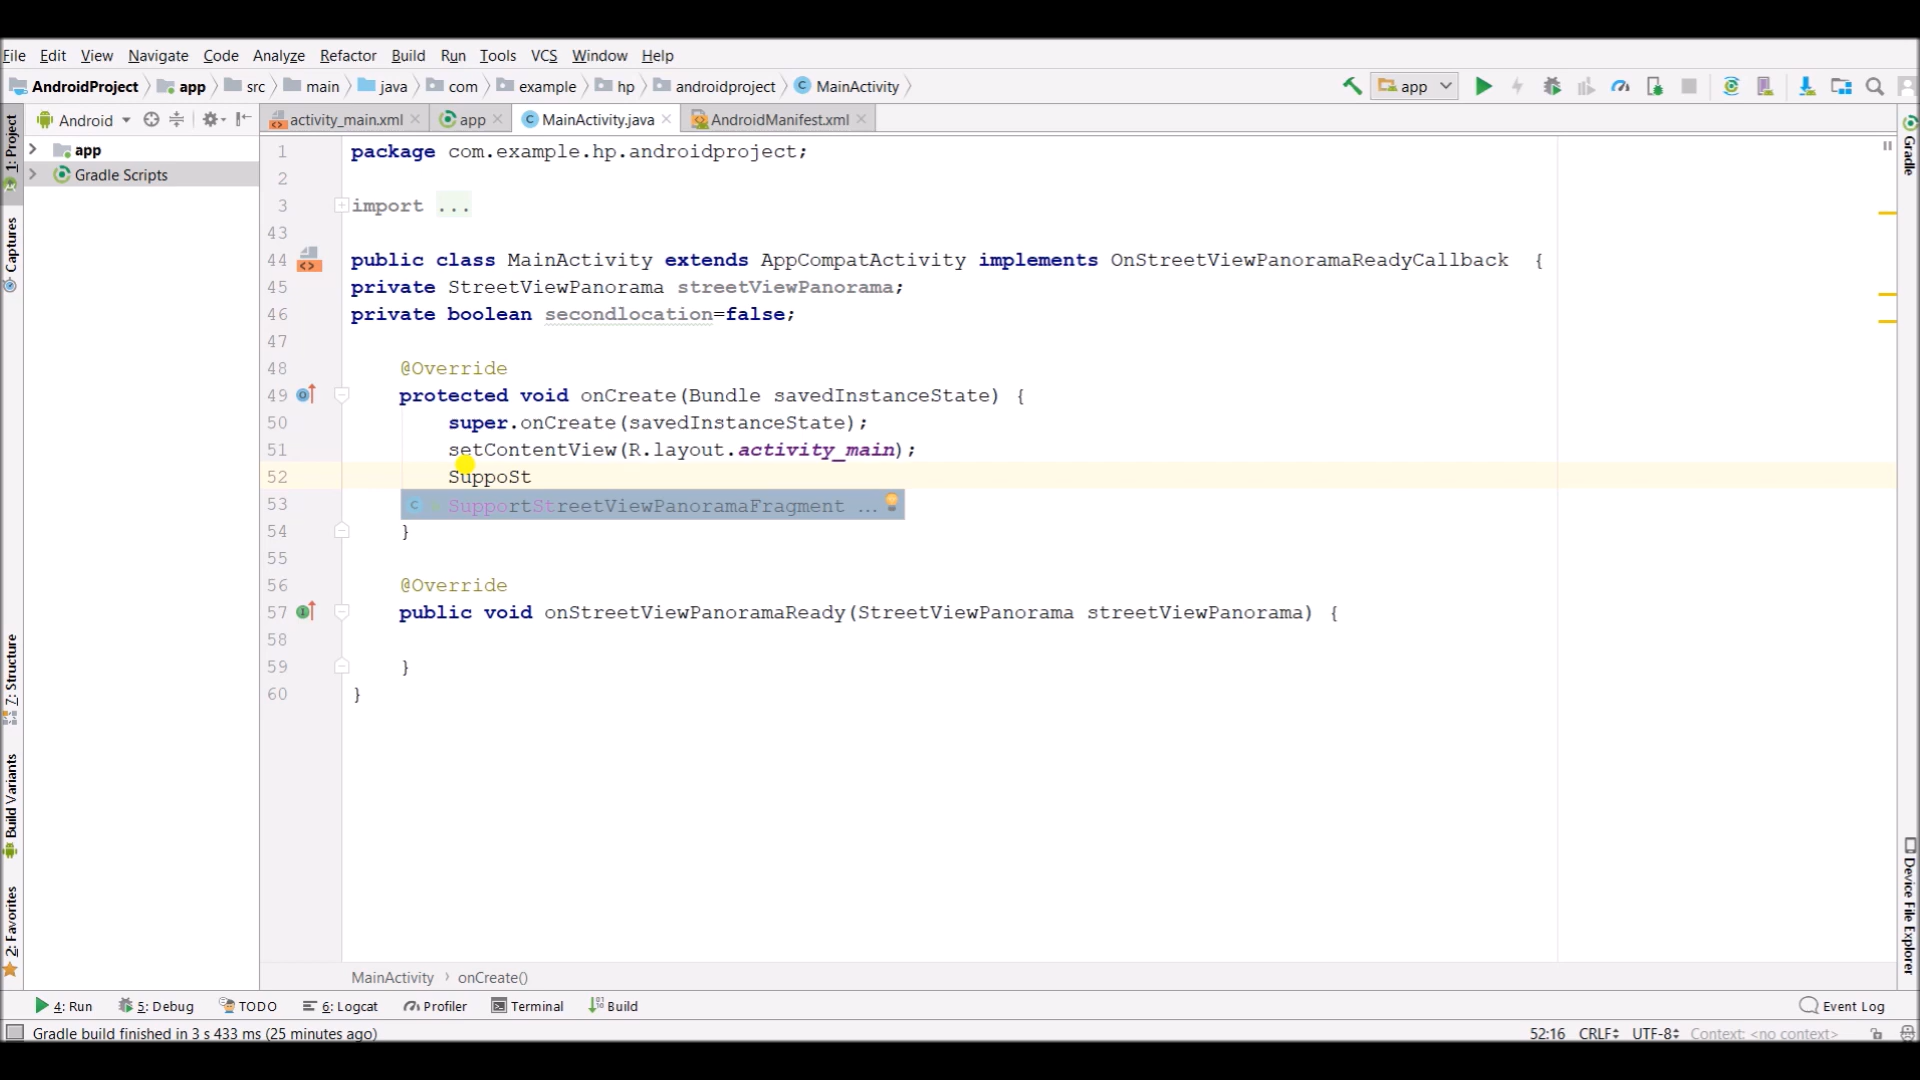 File Edit View Navigate Code Analyze Refactor Build Run Tools VCS Window Help
AndroidProject app src main java com example hp androidproject MainActivity app
Android activity_main.xml app MainActivity.java AndroidManifest.xml
app
Gradle Scripts
1: Project
Captures
7: Structure
Build Variants
2: Favorites
1 package com.example.hp.androidproject;
2
3 import ...
43
44 public class MainActivity extends AppCompatActivity implements OnStreetViewPanoramaReadyCallback {
45 private StreetViewPanorama streetViewPanorama;
46 private boolean secondlocation=false;
47
48 @Override
49 protected void onCreate(Bundle savedInstanceState) {
50 super.onCreate(savedInstanceState);
51 setContentView(R.layout.activity_main);
52 SuppoSt
53 SupportStreetViewPanoramaFragment ...
54 }
55
56 @Override
57 public void onStreetViewPanoramaReady(StreetViewPanorama streetViewPanorama) {
58
59 }
60 }
Gradle
Device File Explorer
MainActivity onCreate()
4: Run 5: Debug TODO 6: Logcat Profiler Terminal Build Event Log
Gradle build finished in 3 s 433 ms (25 minutes ago) 52:16 CRLF UTF-8 Context: <no context>